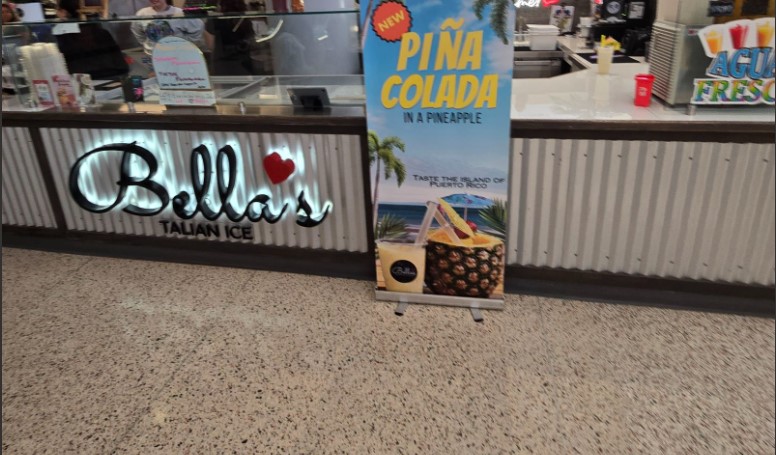 NEW
PIÑA
COLADA
IN A PINEAPPLE
TASTE THE ISLAND OF
PUERTO RICO
Bella's
AGUA
FRESC
Bella's
TALIAN ICE